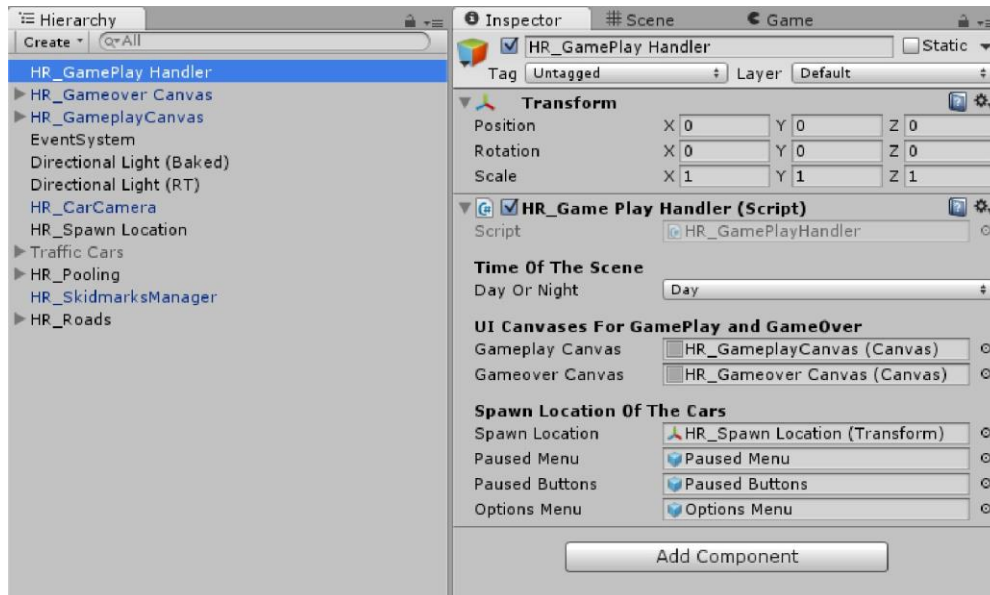 Hierarchy
Create
All
HR_GamePlay Handler
HR_Gameover Canvas
HR_GameplayCanvas
EventSystem
Directional Light (Baked)
Directional Light (RT)
HR_CarCamera
HR_Spawn Location
Traffic Cars
HR_Pooling
HR_SkidmarksManager
HR_Roads
Inspector Scene Game
HR_GamePlay Handler Static
Tag Untagged Layer Default
Transform
Position X 0 Y 0 Z 0
Rotation X 0 Y 0 Z 0
Scale X 1 Y 1 Z 1
HR_Game Play Handler (Script)
Script HR_GamePlayHandler
Time Of The Scene
Day Or Night Day
UI Canvases For GamePlay and GameOver
Gameplay Canvas HR_GameplayCanvas (Canvas)
Gameover Canvas HR_Gameover Canvas (Canvas)
Spawn Location Of The Cars
Spawn Location HR_Spawn Location (Transform)
Paused Menu Paused Menu
Paused Buttons Paused Buttons
Options Menu Options Menu
Add Component